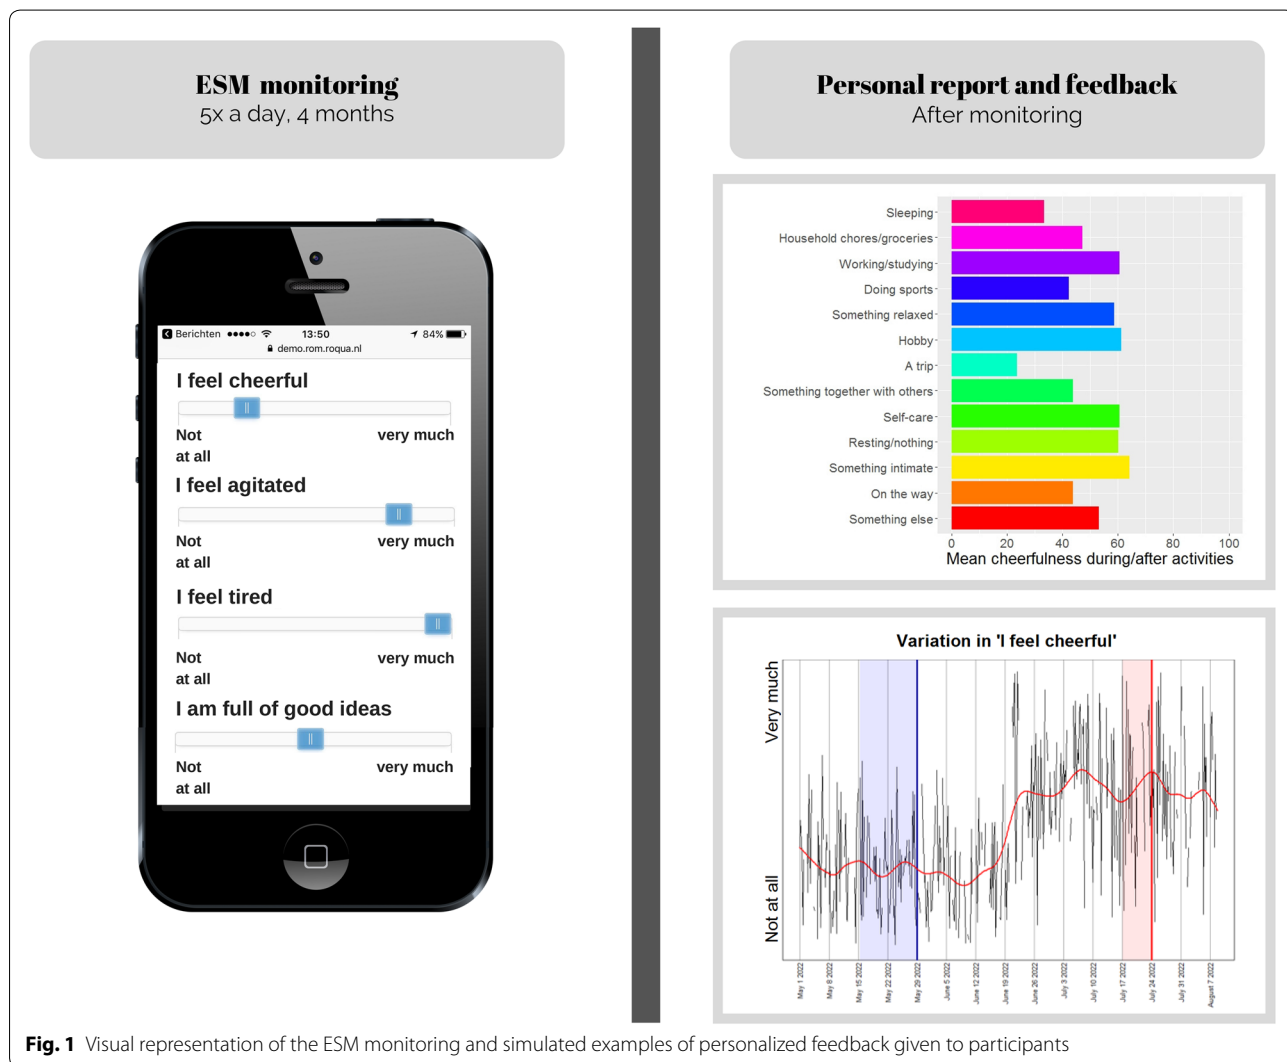 ESM monitoring
5x a day, 4 months
Berichten
13:50
84%
demo.rom.roqua.nl
I feel cheerful
Not at all
very much
I feel agitated
Not at all
very much
I feel tired
Not at all
very much
I am full of good ideas
Not at all
very much
Personal report and feedback
After monitoring
Sleeping
Household chores/groceries
Working/studying
Doing sports
Something relaxed
Hobby
A trip
Something together with others
Self-care
Resting/nothing
Something intimate
On the way
Something else
0 20 40 60 80 100
Mean cheerfulness during/after activities
Variation in 'I feel cheerful'
Very much
Not at all
May 1 2022
May 8 2022
May 15 2022
May 22 2022
May 29 2022
June 5 2022
June 12 2022
June 19 2022
June 26 2022
July 3 2022
July 10 2022
July 17 2022
July 24 2022
July 31 2022
August 7 2022
Fig. 1 Visual representation of the ESM monitoring and simulated examples of personalized feedback given to participants